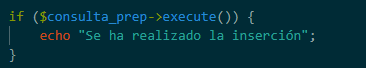 if ($consulta_prep->execute()) {
    echo "Se ha realizado la inserción";
}